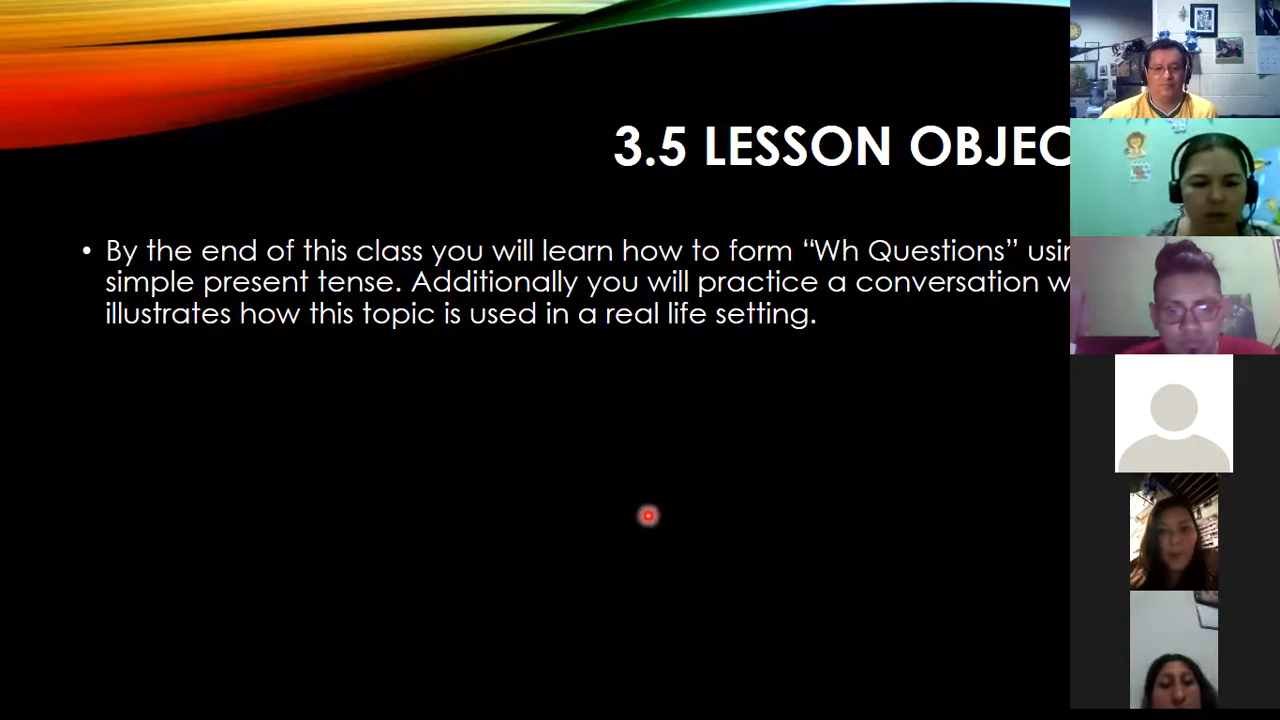 3.5 LESSON OBJEC
• By the end of this class you will learn how to form “Wh Questions” usin
simple present tense. Additionally you will practice a conversation w
illustrates how this topic is used in a real life setting.